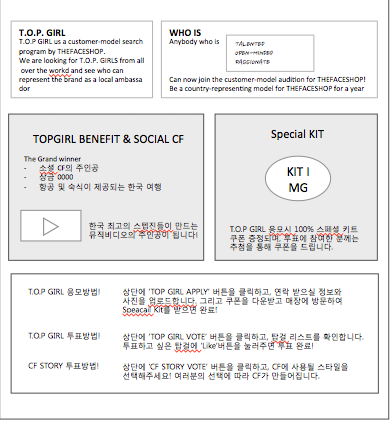 T.O.P. GIRL
T.O.P GIRL us a customer-model search
program by THEFACESHOP.
We are looking for T.O.P. GIRLS from all
over the workd and see who can
represent the brand as a local ambassa
dor
WHO IS
Anybody who is
TALENTED
OPEN-MINDED
PASSIONATE
Can now join the customer-model audition for THEFACESHOP!
Be a country-representing model for THEFACESHOP for a year
TOPGIRL BENEFIT & SOCIAL CF
The Grand winner
- 소셜 CF의 주인공
- 상금 0000
- 항공 및 숙식이 제공되는 한국 여행
한국 최고의 스텝진들이 만드는
뮤직비디오의 주인공이 됩니다!
Special KIT
KIT I
MG
T.O.P GIRL 응모시 100% 스페셜 키트
쿠폰 증정되며, 투표에 참여한 분께는
추첨을 통해 쿠폰을 드립니다.
T.O.P GIRL 응모방법!
상단에 'TOP GIRL APPLY' 버튼을 클릭하고, 연락 받으실 정보와
사진을 업로드합니다. 그리고 쿠폰을 다운받고 매장에 방문하여
Speacail Kit를 받으면 완료!
T.O.P GIRL 투표방법!
상단에 'TOP GIRL VOTE' 버튼을 클릭하고, 탑걸 리스트를 확인합니다.
투표하고 싶은 탑걸에 'Like'버튼을 눌러주면 투표 완료!
CF STORY 투표방법!
상단에 'CF STORY VOTE' 버튼을 클릭하고, CF에 사용될 스타일을
선택해주세요! 여러분의 선택에 따라 CF가 만들어집니다.